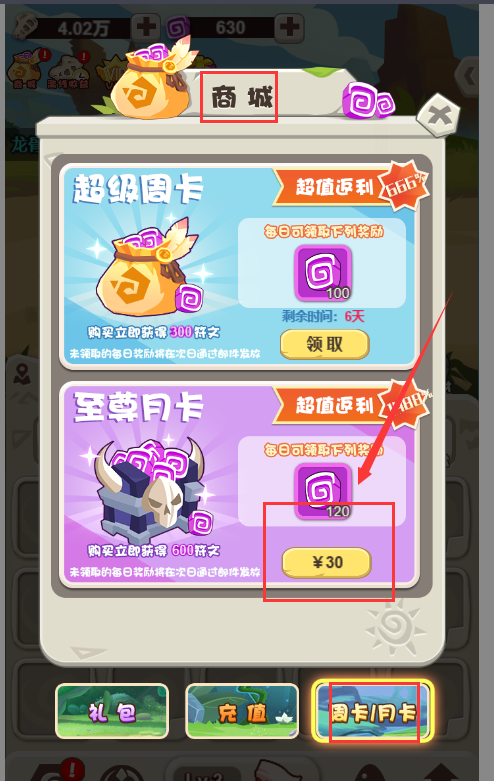 4.02万
630
商城
超级周卡
超值返利
666%
每日可领取下列奖励
100
剩余时间：6天
购买立即获得300符文
领取
未领取的每日奖励将在次日通过邮件发放
至尊月卡
超值返利
每日可领取下列奖励
120
购买立即获得600符文
¥30
未领取的每日奖励将在次日通过邮件发放
礼包
充值
周卡/月卡